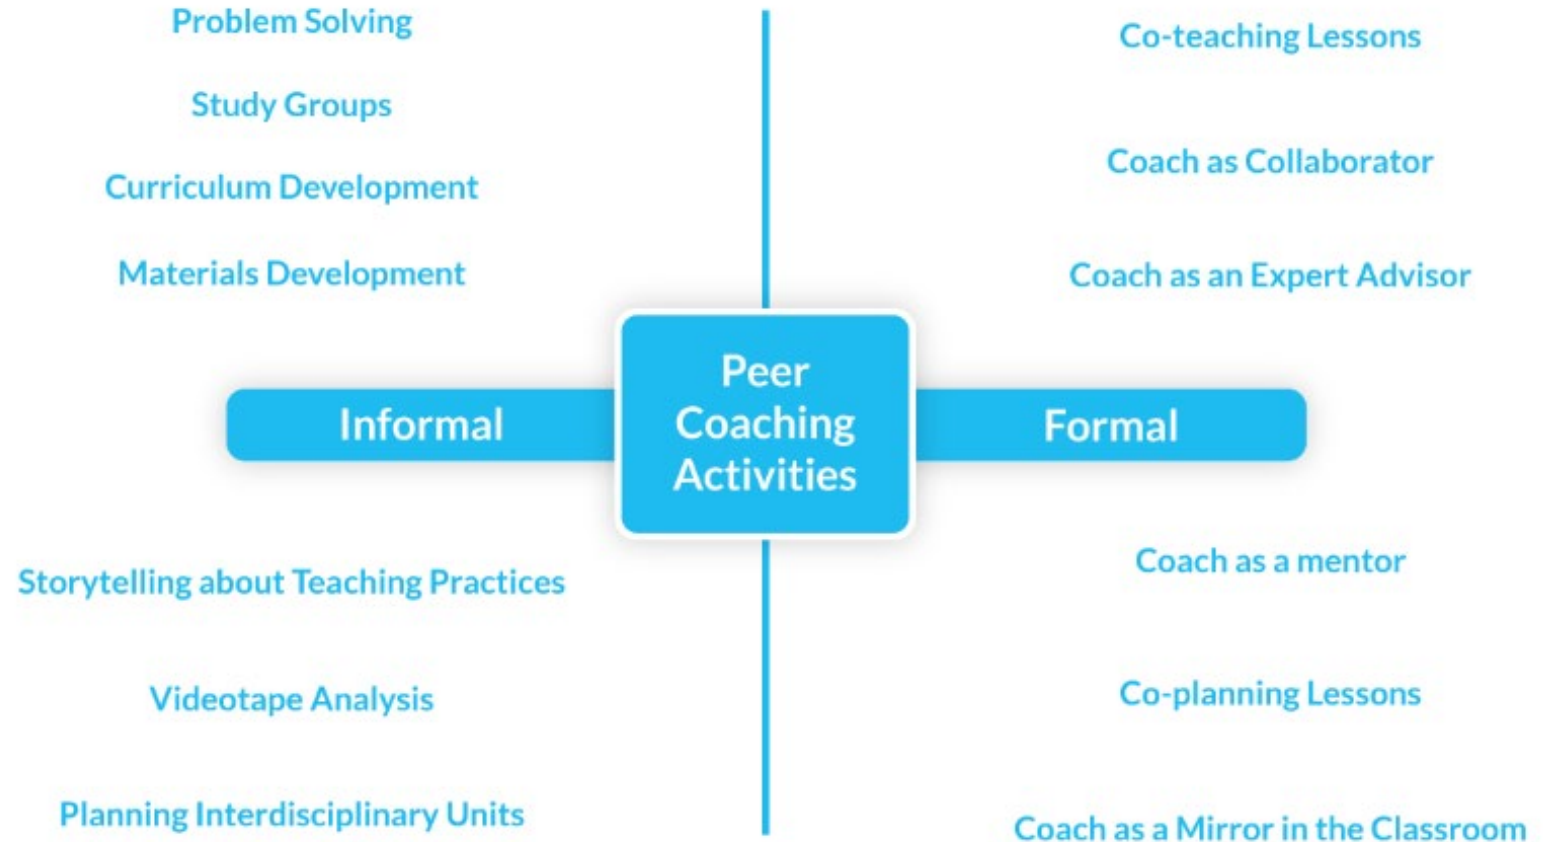 Problem Solving
Study Groups
Curriculum Development
Materials Development
Co-teaching Lessons
Coach as Collaborator
Coach as an Expert Advisor
Informal
Peer
Coaching
Activities
Formal
Storytelling about Teaching Practices
Videotape Analysis
Planning Interdisciplinary Units
Coach as a mentor
Co-planning Lessons
Coach as a Mirror in the Classroom